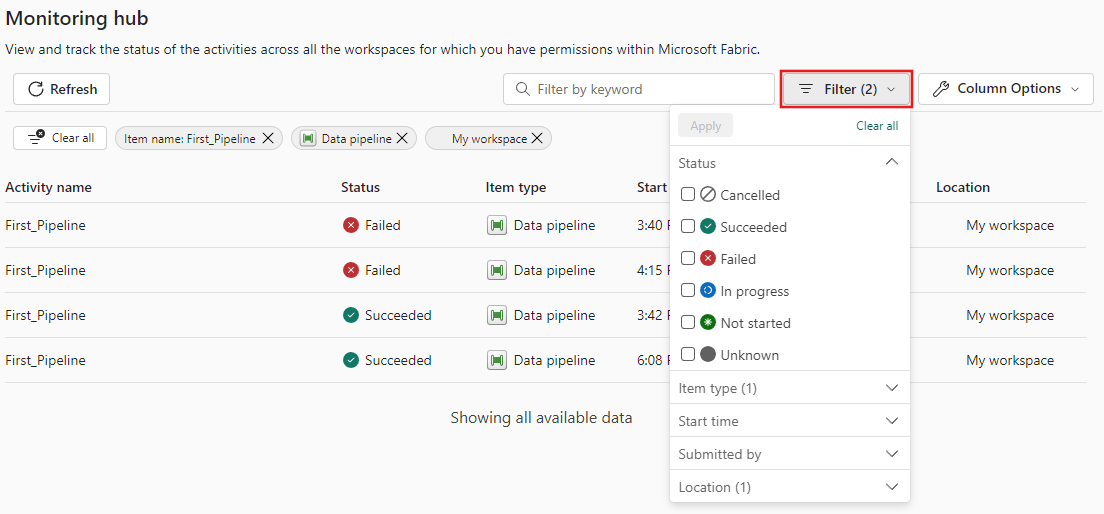 Monitoring hub
View and track the status of the activities across all the workspaces for which you have permissions within Microsoft Fabric.
Refresh
Filter by keyword
Filter (2)
Column Options
Apply
Clear all
Clear all
Item name: First_Pipeline
Data pipeline
My workspace
Status
Cancelled
Succeeded
Failed
In progress
Not started
Unknown
Item type (1)
Start time
Submitted by
Location (1)
Activity name Status Item type Start Location
First_Pipeline Failed Data pipeline 3:40 My workspace
First_Pipeline Failed Data pipeline 4:15 My workspace
First_Pipeline Succeeded Data pipeline 3:42 My workspace
First_Pipeline Succeeded Data pipeline 6:08 My workspace
Showing all available data